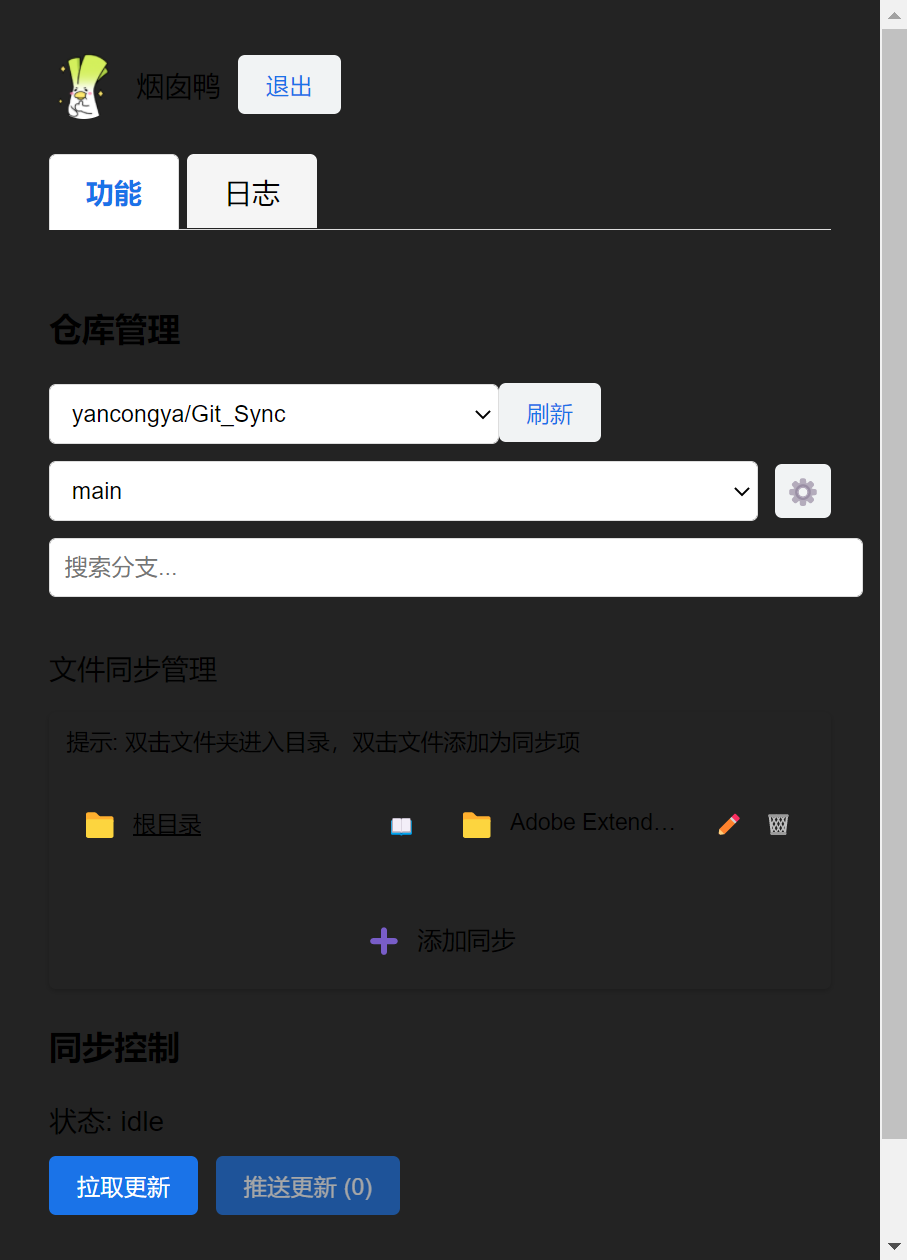 烟囱鸭 退出
功能 日志
仓库管理
yancongya/Git_Sync 刷新
main
搜索分支...
文件同步管理
提示: 双击文件夹进入目录，双击文件添加为同步项
根目录 Adobe Extend...
添加同步
同步控制
状态: idle
拉取更新 推送更新 (0)